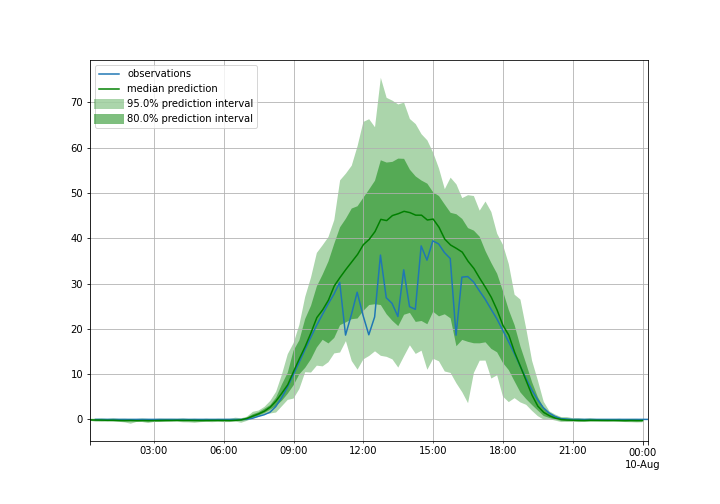 observations
median prediction
95.0% prediction interval
80.0% prediction interval
70
60
50
40
30
20
10
0
03:00 06:00 09:00 12:00 15:00 18:00 21:00 00:00
10-Aug